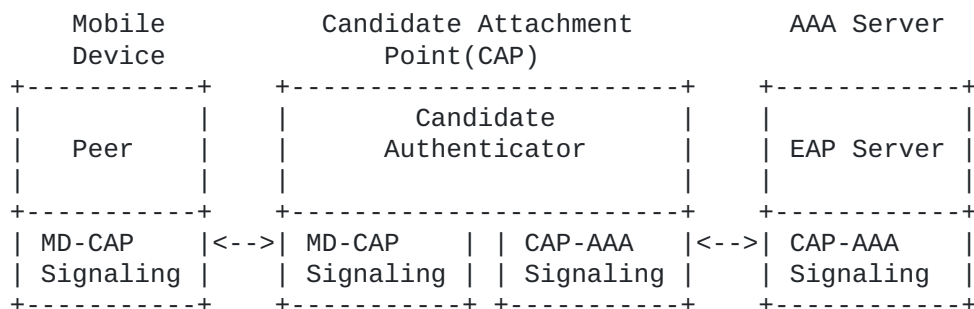 Mobile Candidate Attachment AAA Server
Device Point(CAP)
Candidate
Peer Authenticator EAP Server
MD-CAP <--> MD-CAP CAP-AAA <--> CAP-AAA
Signaling Signaling Signaling Signaling